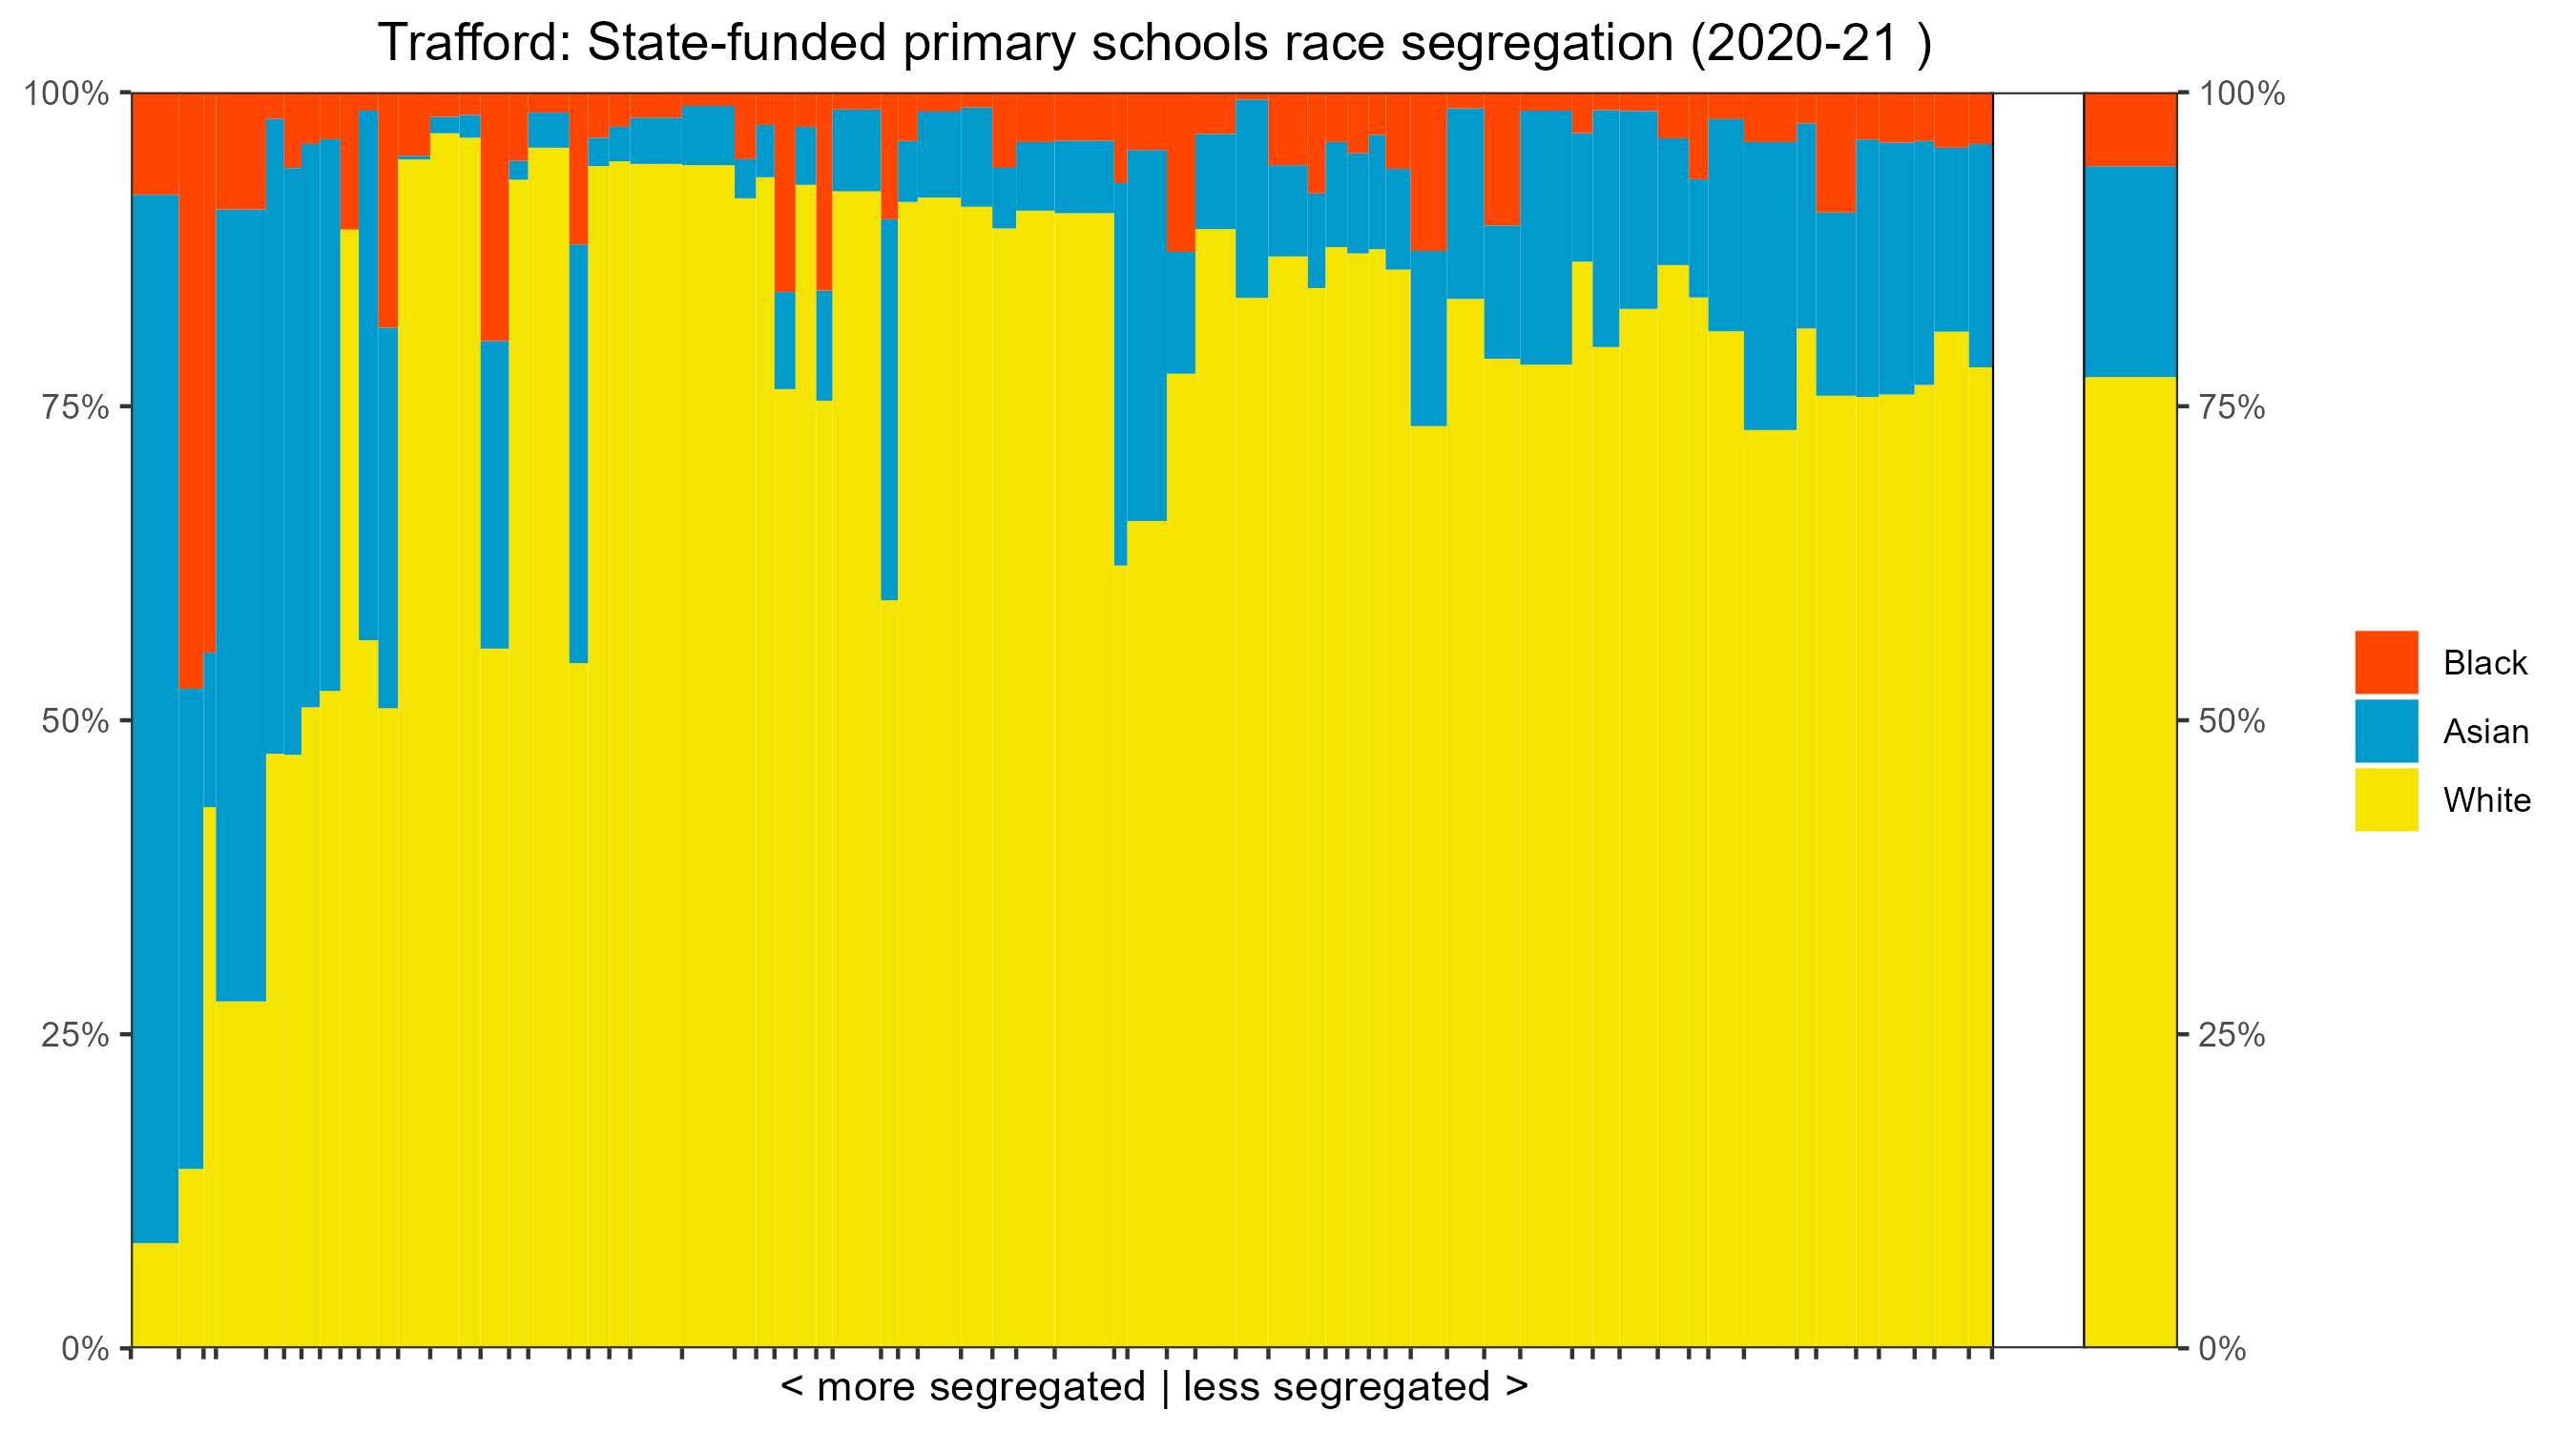 Trafford: State-funded primary schools race segregation (2020-21 )
100%
75%
50%
25%
0%
100%
75%
50%
25%
0%
Black
Asian
White
< more segregated | less segregated >